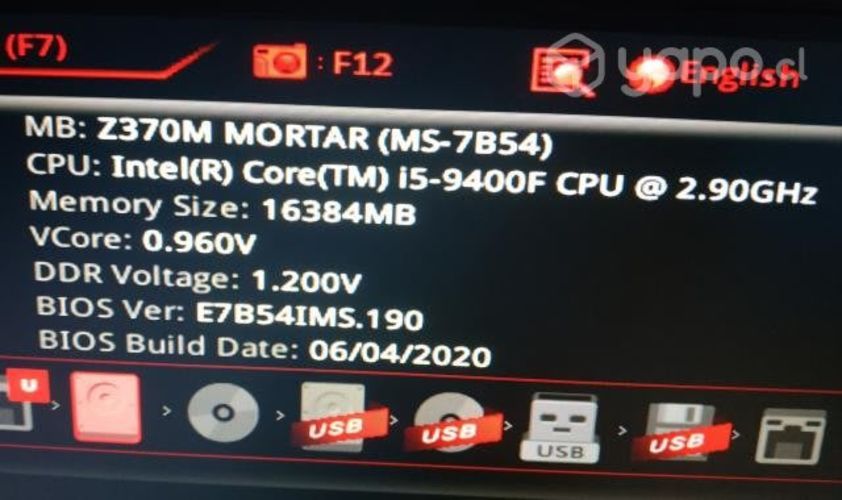 (F7)
: F12
English
yapo.cl
MB: Z370M MORTAR (MS-7B54)
CPU: Intel(R) Core(TM) i5-9400F CPU @ 2.90GHz
Memory Size: 16384MB
VCore: 0.960V
DDR Voltage: 1.200V
BIOS Ver: E7B54IMS.190
BIOS Build Date: 06/04/2020
U
USB
USB
USB
USB